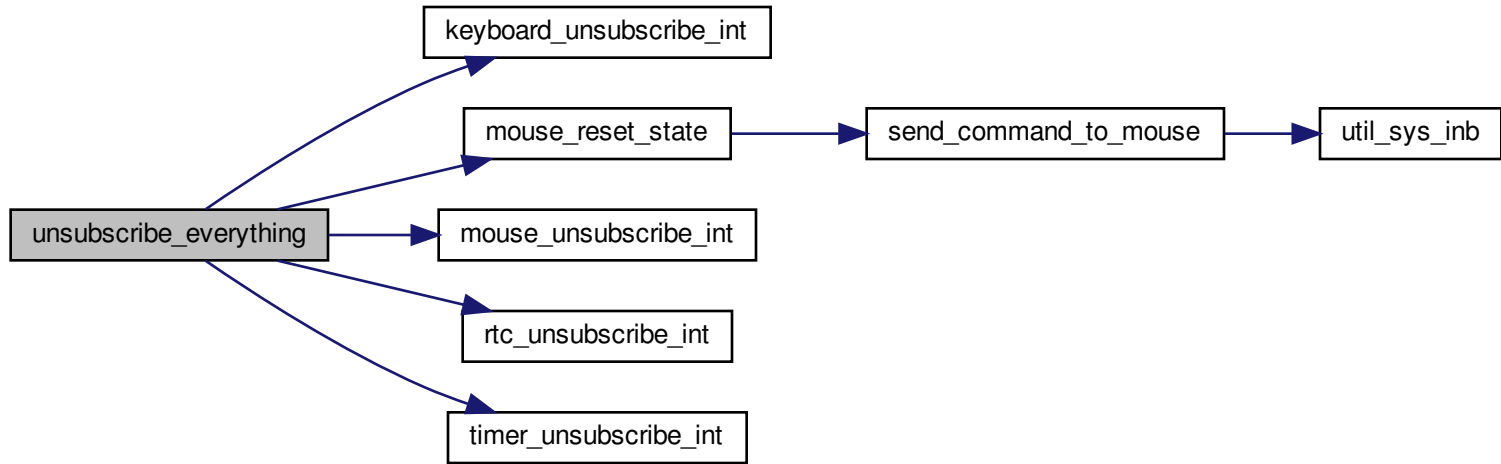 keyboard_unsubscribe_int
mouse_reset_state
send_command_to_mouse
util_sys_inb
unsubscribe_everything
mouse_unsubscribe_int
rtc_unsubscribe_int
timer_unsubscribe_int